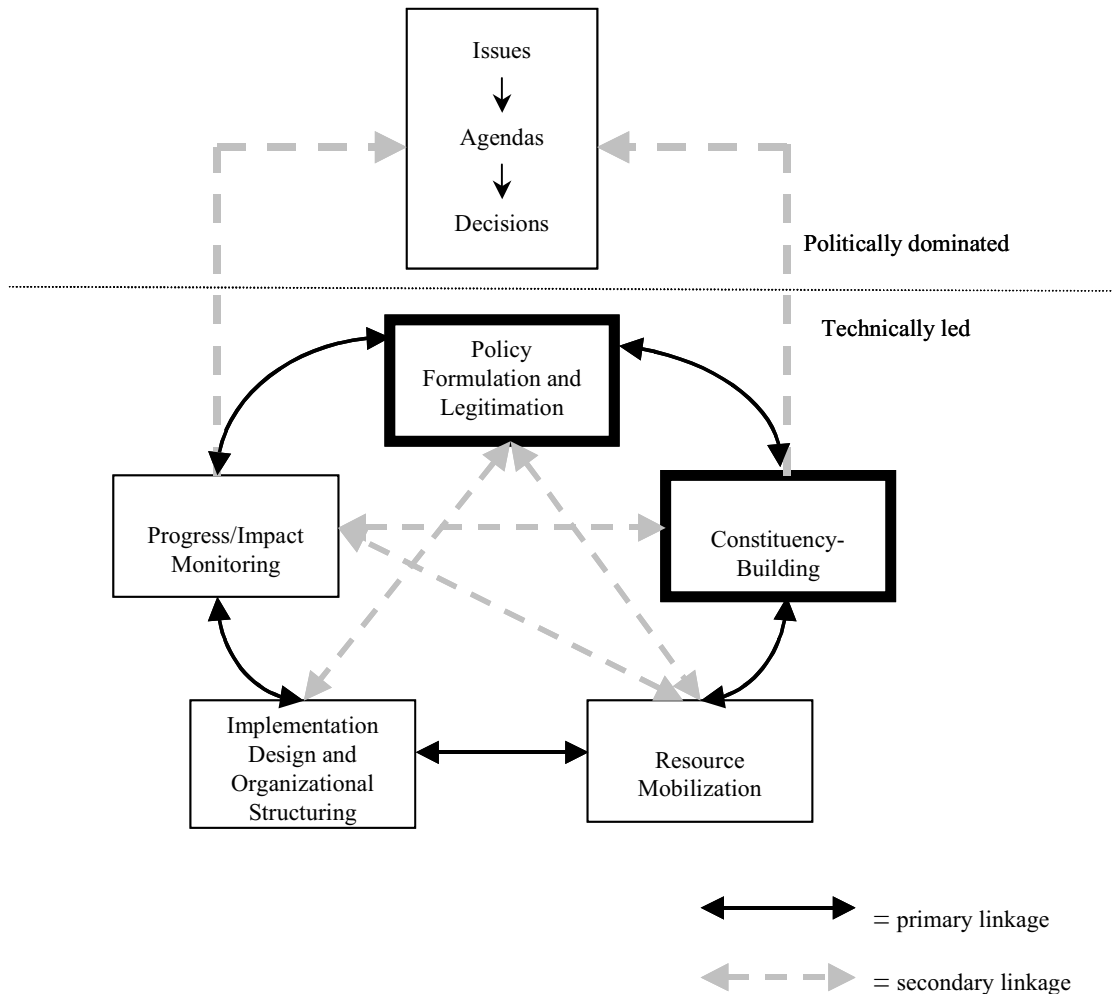 Issues
Agendas
Decisions
Politically dominated
Technically led
Policy
Formulation and
Legitimation
Progress/Impact
Monitoring
Constituency-
Building
Implementation
Design and
Organizational
Structuring
Resource
Mobilization
= primary linkage
= secondary linkage